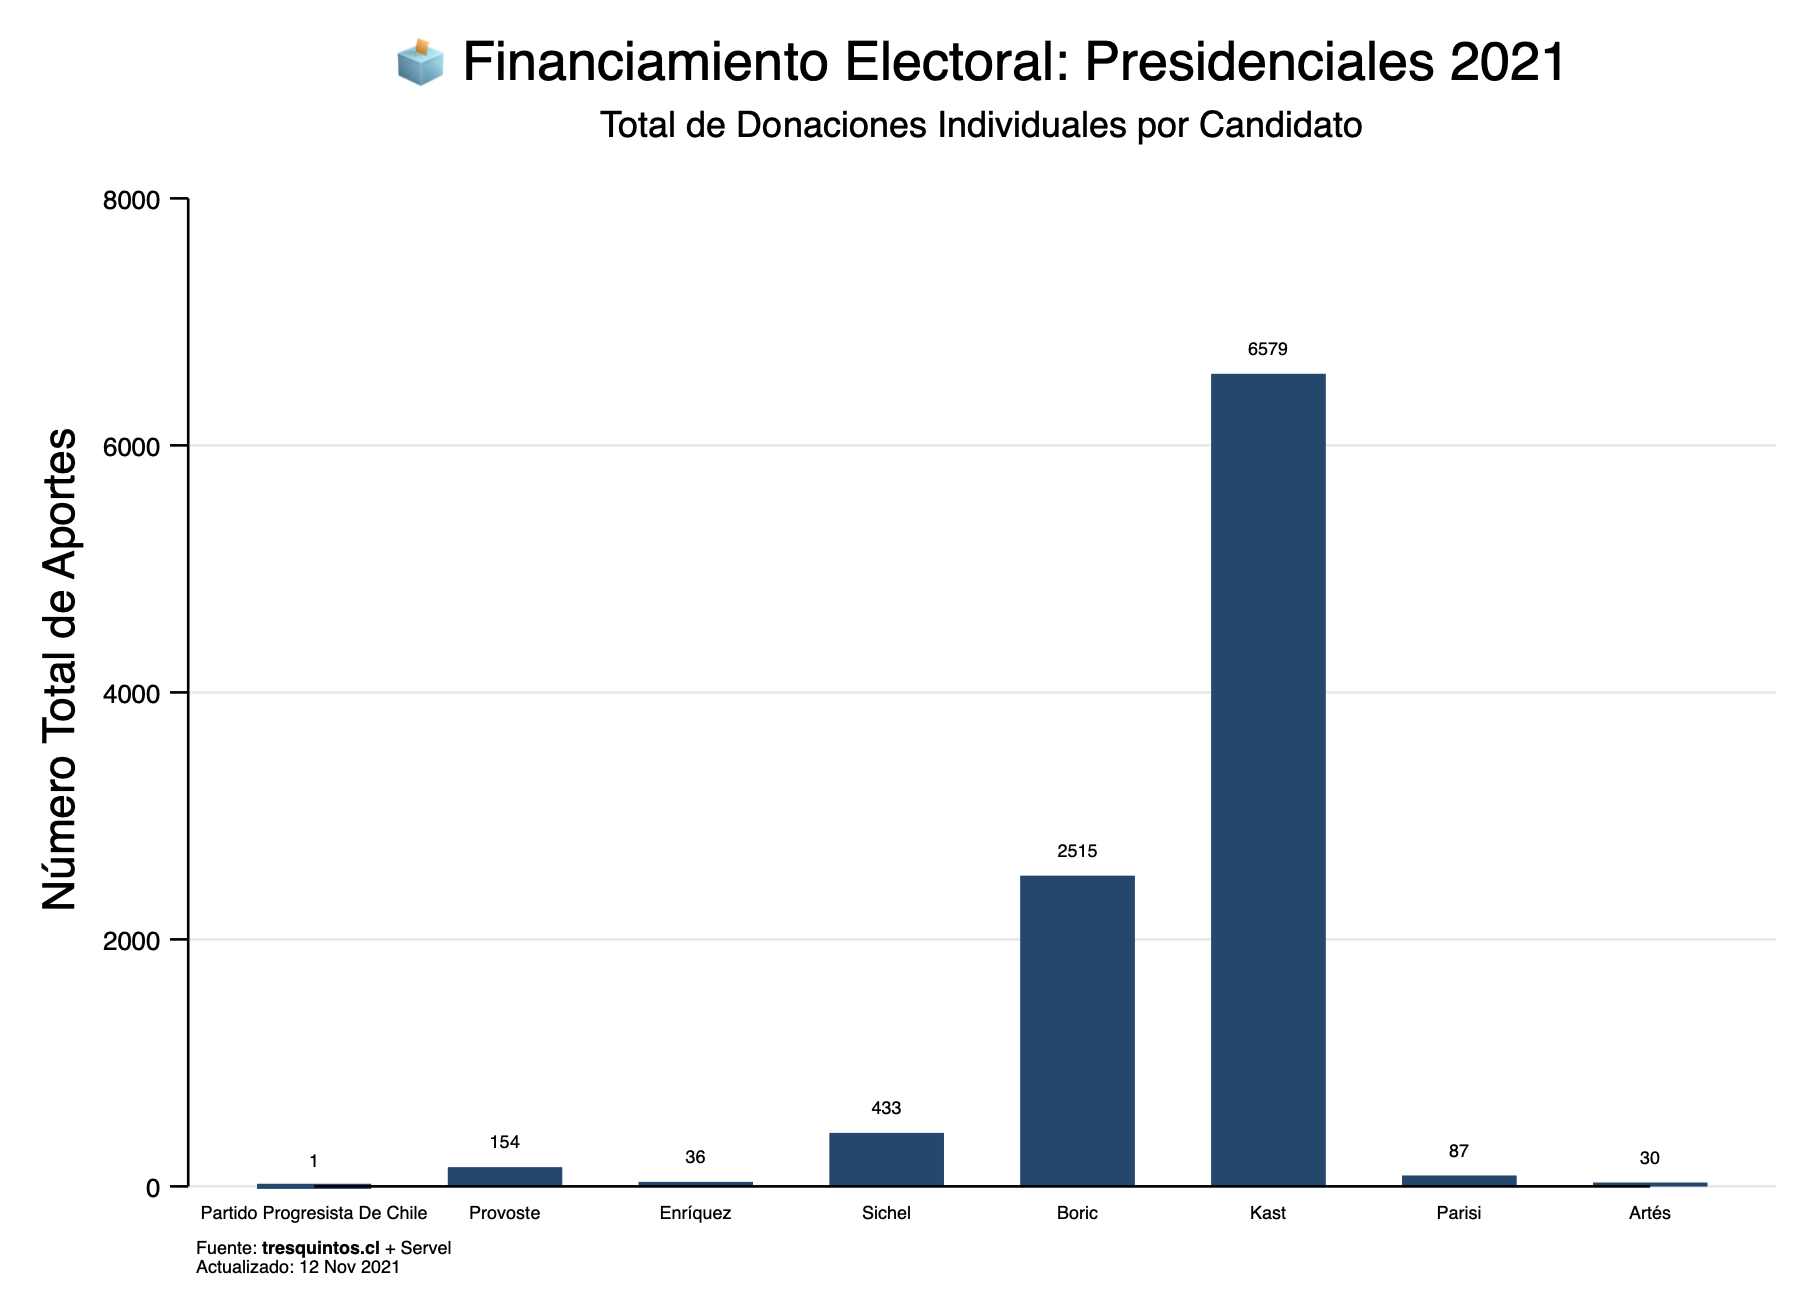 Financiamiento Electoral: Presidenciales 2021
Total de Donaciones Individuales por Candidato
Número Total de Aportes
8000
6000
4000
2000
0
1
154
36
433
2515
6579
87
30
Partido Progresista De Chile
Provoste
Enríquez
Sichel
Boric
Kast
Parisi
Artés
Fuente: tresquintos.cl + Servel
Actualizado: 12 Nov 2021